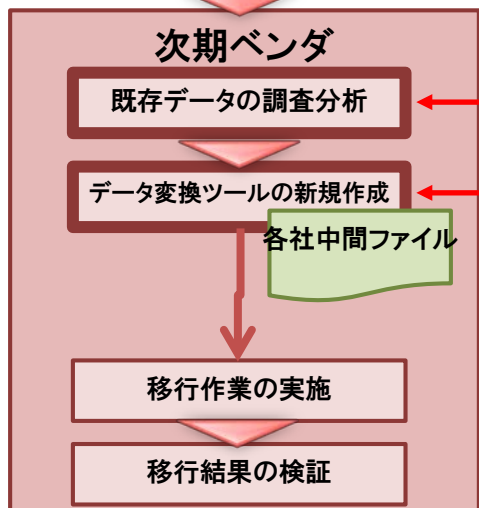 次期ベンダ
既存データの調査分析
データ変換ツールの新規作成
各社中間ファイル
移行作業の実施
移行結果の検証